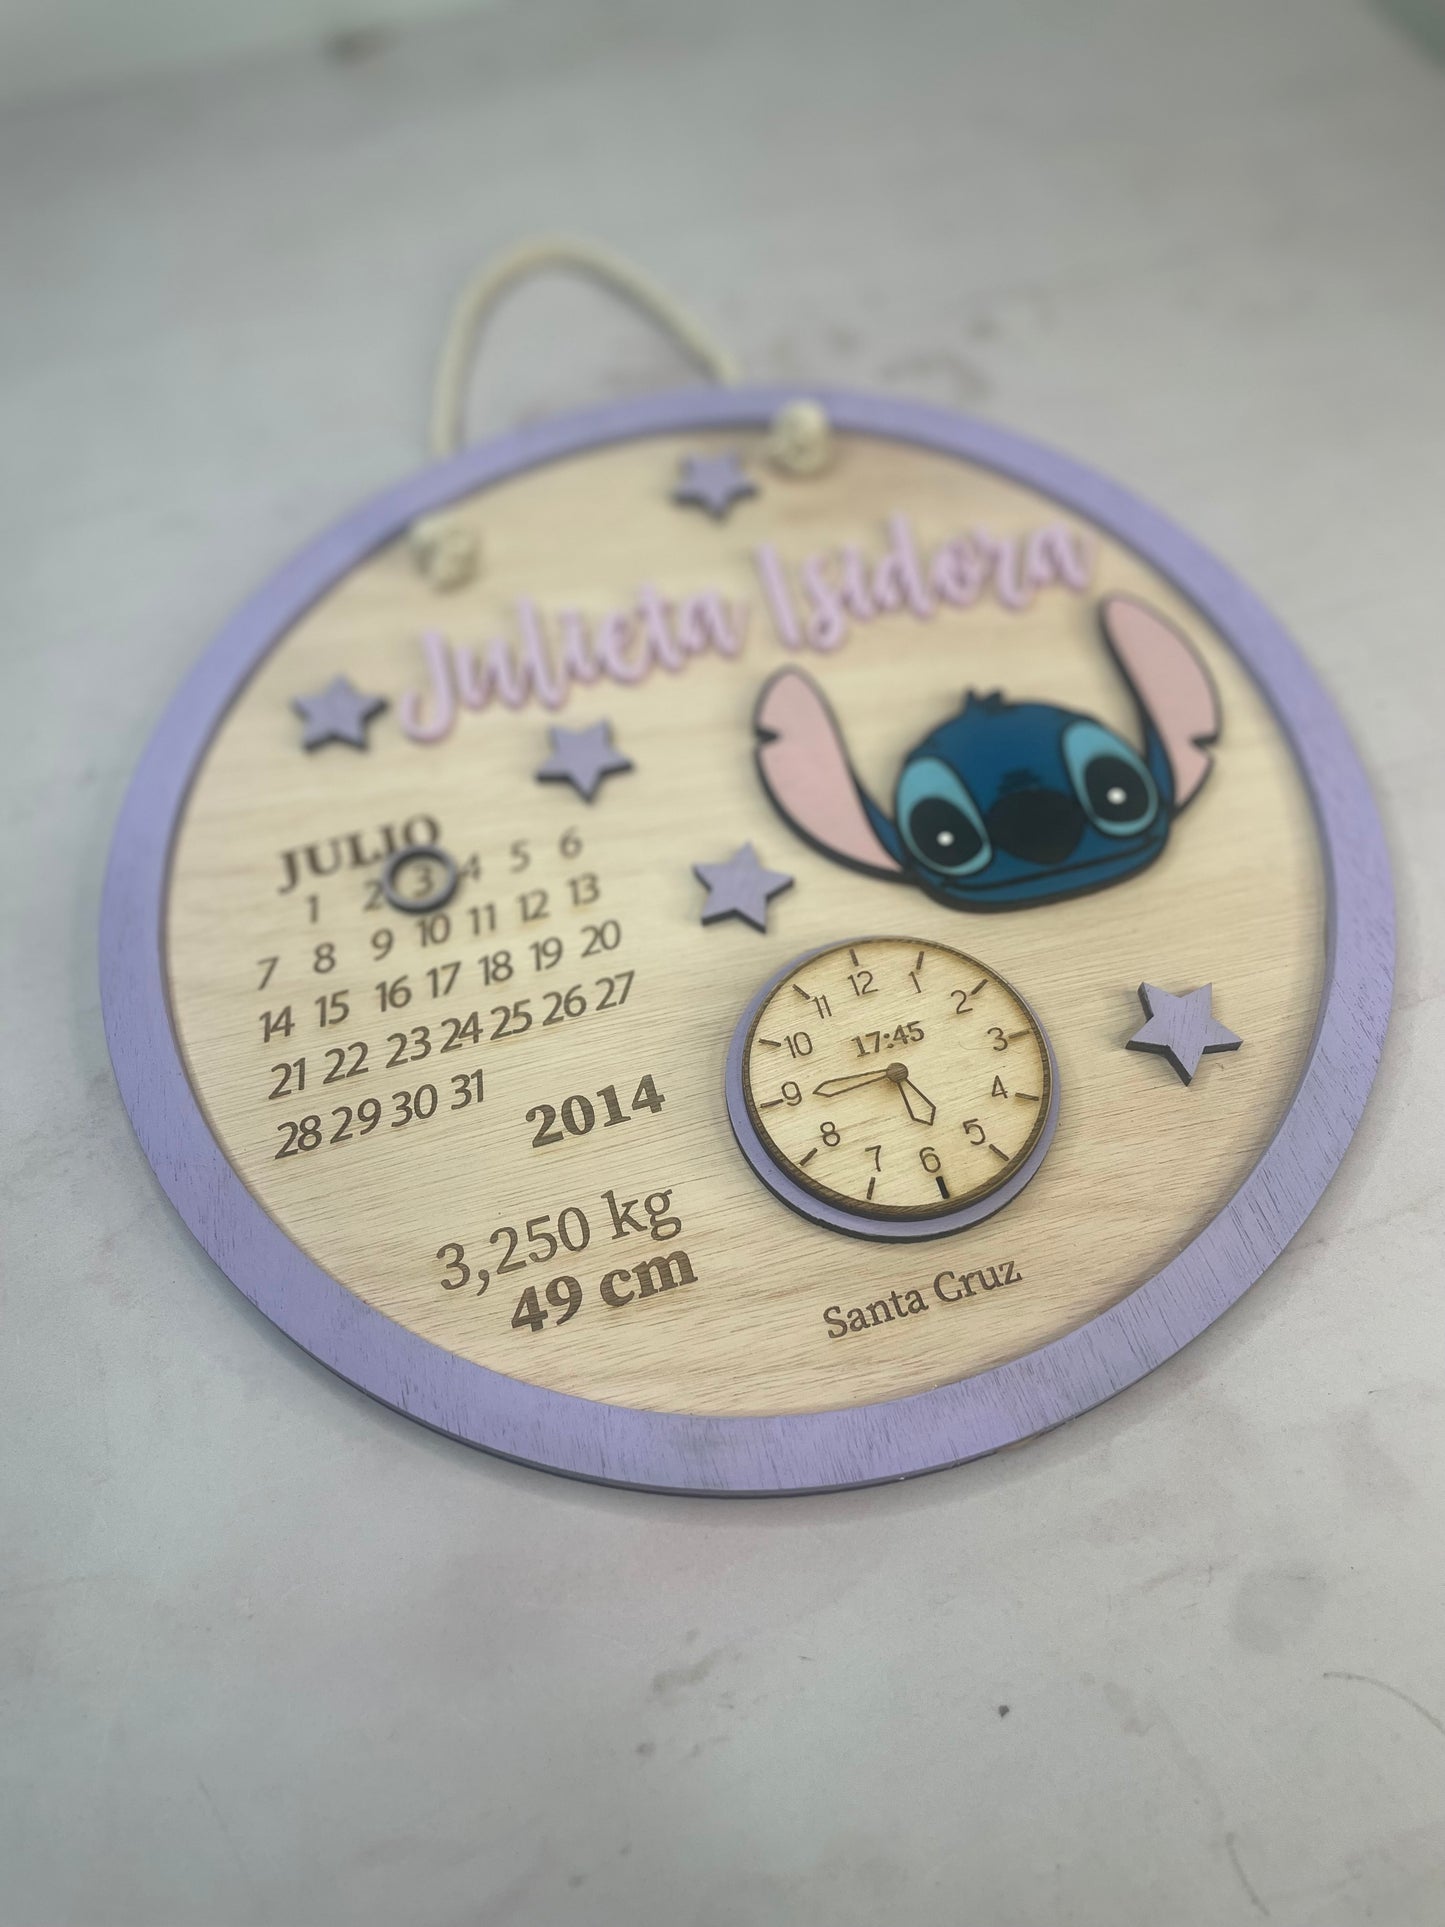 Julieta Isidora
JULIO
1 2 3 4 5 6
7 8 9 10 11 12 13
14 15 16 17 18 19 20
21 22 23 24 25 26 27
28 29 30 31
2014
3,250 kg
49 cm
12 1 2 3 4 5 6 7 8 9 10 11
17:45
Santa Cruz